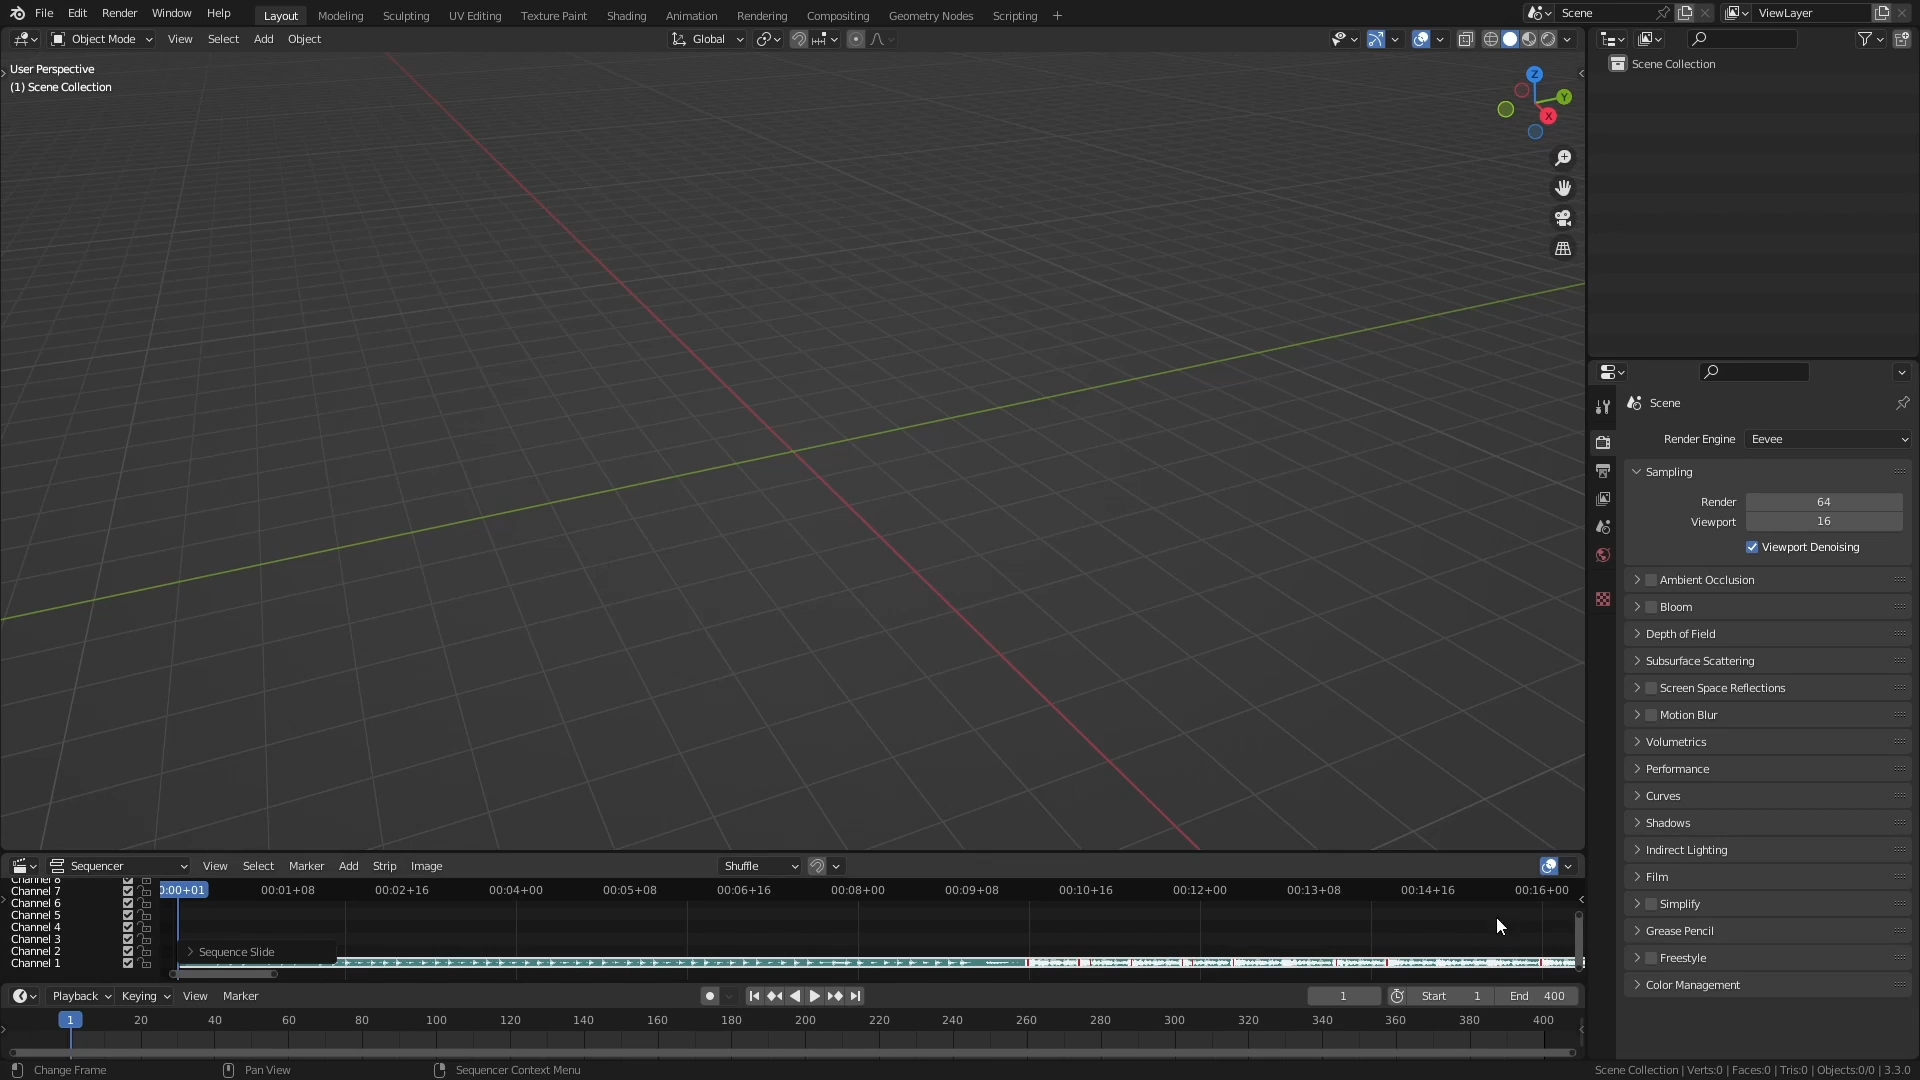 File Edit Render Window Help Layout Modeling Sculpting UV Editing Texture Paint Shading Animation Rendering Compositing Geometry Nodes Scripting + Scene ViewLayer
Object Mode View Select Add Object Global
User Perspective
(1) Scene Collection
Z
Y
X
Scene Collection
Scene
Render Engine Eevee
Sampling
Render 64
Viewport 16
Viewport Denoising
Ambient Occlusion
Bloom
Depth of Field
Subsurface Scattering
Screen Space Reflections
Motion Blur
Volumetrics
Performance
Curves
Shadows
Indirect Lighting
Film
Simplify
Grease Pencil
Freestyle
Color Management
Sequencer View Select Marker Add Strip Image Shuffle
0:00+01 00:01+08 00:02+16 00:04+00 00:05+08 00:06+16 00:08+00 00:09+08 00:10+16 00:12+00 00:13+08 00:14+16 00:16+00
Channel 8
Channel 7
Channel 6
Channel 5
Channel 4
Channel 3
Channel 2
Channel 1
Sequence Slide
Playback Keying View Marker 1 Start 1 End 400
1 20 40 60 80 100 120 140 160 180 200 220 240 260 280 300 320 340 360 380 400
Change Frame Pan View Sequencer Context Menu Scene Collection | Verts:0 | Faces:0 | Tris:0 | Objects:0/0 | 3.3.0